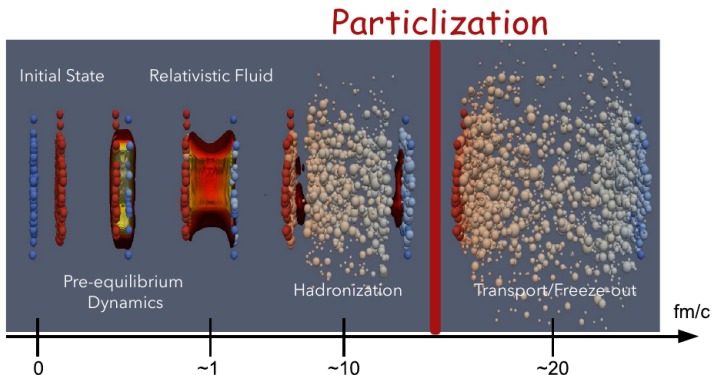 Particlization
Initial State
Relativistic Fluid
Pre-equilibrium
Dynamics
Hadronization
Transport/Freeze-out
fm/c
0
~1
~10
~20